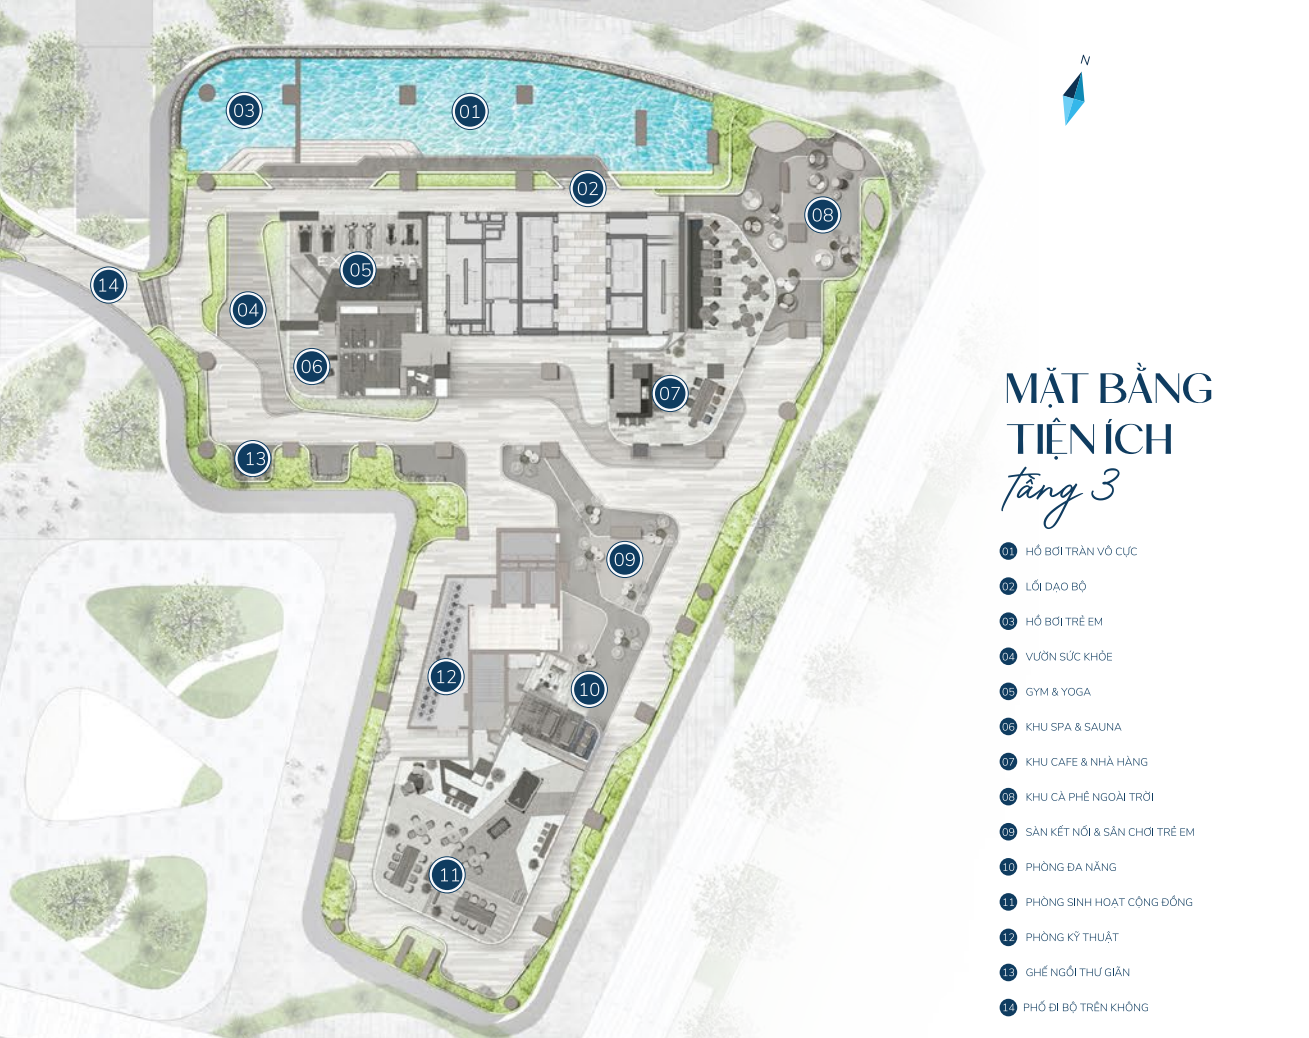 N
03
01
02
08
05
14
04
06
07
13
09
12
10
11
MẶT BẰNG
TIỆN ÍCH
tầng 3
01 HỒ BƠI TRÀN VÔ CỰC
02 LỐI DẠO BỘ
03 HỒ BƠI TRẺ EM
04 VƯỜN SỨC KHỎE
05 GYM & YOGA
06 KHU SPA & SAUNA
07 KHU CAFE & NHÀ HÀNG
08 KHU CÀ PHÊ NGOÀI TRỜI
09 SÀN KẾT NỐI & SÂN CHƠI TRẺ EM
10 PHÒNG ĐA NĂNG
11 PHÒNG SINH HOẠT CỘNG ĐỒNG
12 PHÒNG KỸ THUẬT
13 GHẾ NGỒI THƯ GIÃN
14 PHỐ ĐI BỘ TRÊN KHÔNG